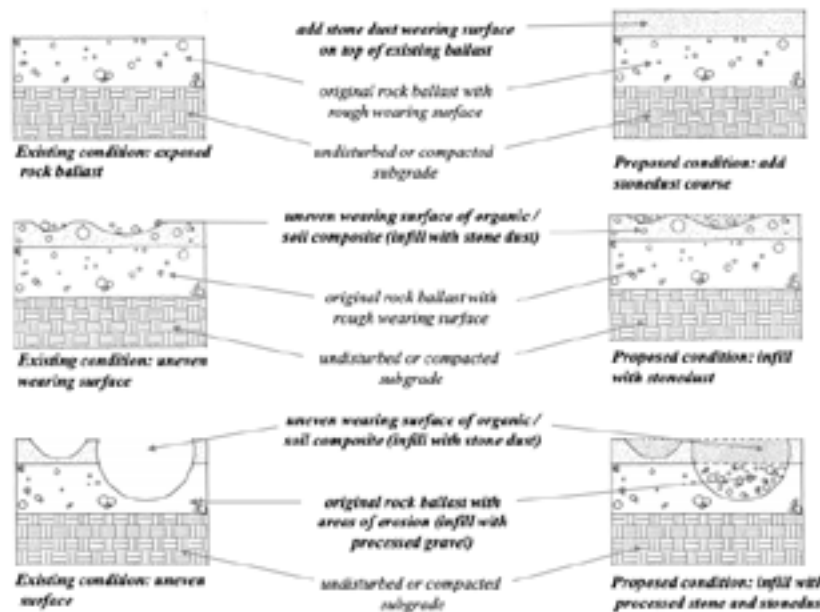 add stone dust wearing surface
on top of existing ballast
original rock ballast with
rough wearing surface
undisturbed or compacted
subgrade
Existing condition: exposed
rock ballast
Proposed condition: add
stonedust course
uneven wearing surface of organic /
soil composite (infill with stone dust)
original rock ballast with
rough wearing surface
undisturbed or compacted
subgrade
Existing condition: uneven
wearing surface
Proposed condition: infill
with stonedust
uneven wearing surface of organic /
soil composite (infill with stone dust)
original rock ballast with
areas of erosion (infill with
processed gravel)
undisturbed or compacted
subgrade
Existing condition: uneven
surface
Proposed condition: infill with
processed stone and stonedust